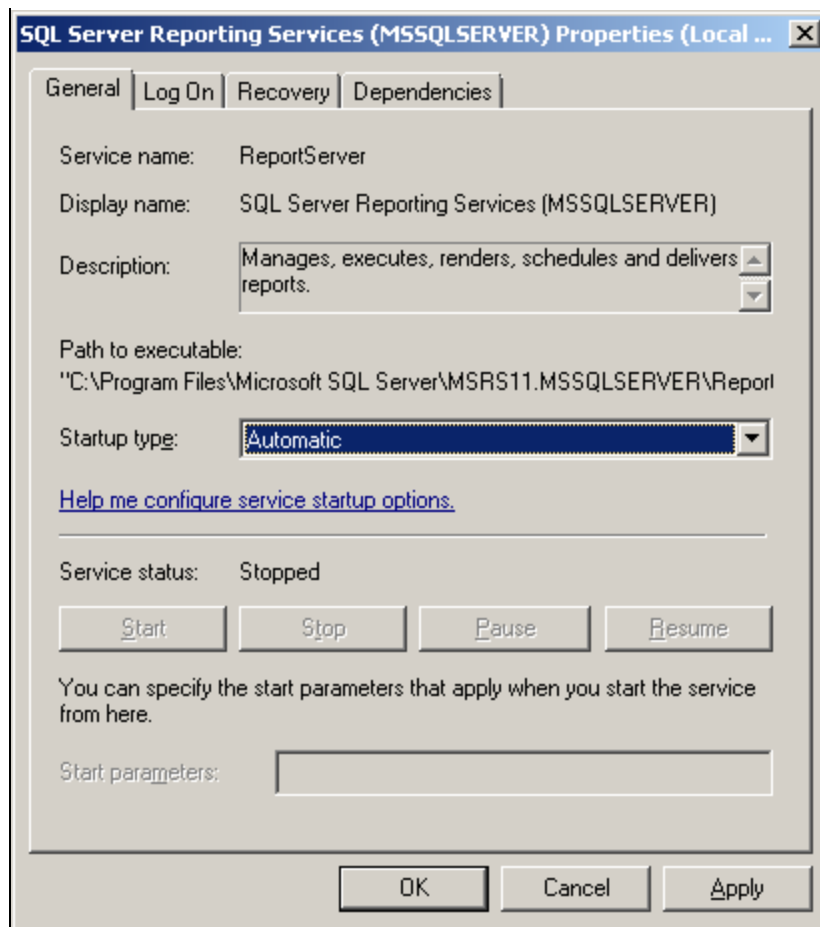 SQL Server Reporting Services (MSSQLSERVER) Properties (Local ...
General Log On Recovery Dependencies
Service name: ReportServer
Display name: SQL Server Reporting Services (MSSQLSERVER)
Description: Manages, executes, renders, schedules and delivers
reports.
Path to executable:
"C:\Program Files\Microsoft SQL Server\MSRS11.MSSQLSERVER\Report
Startup type: Automatic
Help me configure service startup options.
Service status: Stopped
Start Stop Pause Resume
You can specify the start parameters that apply when you start the service
from here.
Start parameters:
OK Cancel Apply